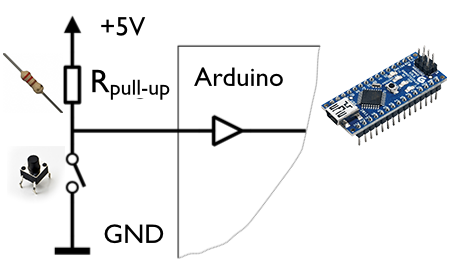 +5V
Rpull-up
Arduino
GND